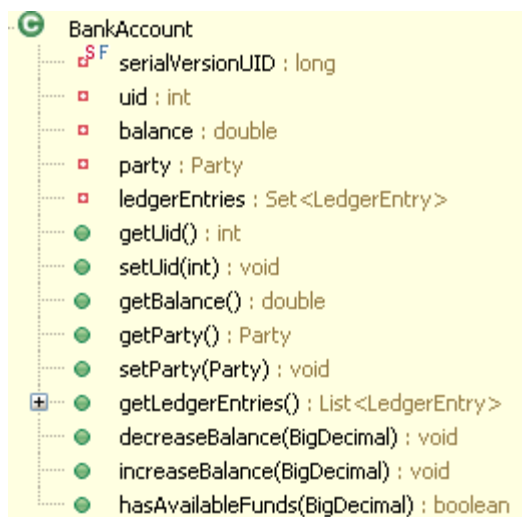 C BankAccount
S F serialVersionUID : long
uid : int
balance : double
party : Party
ledgerEntries : Set<LedgerEntry>
getUid() : int
setUid(int) : void
getBalance() : double
getParty() : Party
setParty(Party) : void
getLedgerEntries() : List<LedgerEntry>
decreaseBalance(BigDecimal) : void
increaseBalance(BigDecimal) : void
hasAvailableFunds(BigDecimal) : boolean